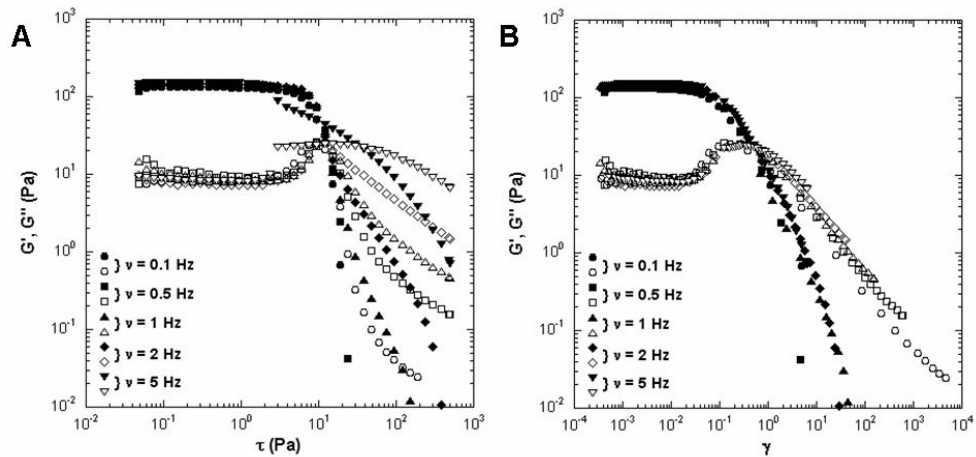 A
10³
10²
10¹
10⁰
10⁻¹
10⁻²
G', G'' (Pa)
} ν = 0.1 Hz
} ν = 0.5 Hz
} ν = 1 Hz
} ν = 2 Hz
} ν = 5 Hz
10⁻² 10⁻¹ 10⁰ 10¹ 10² 10³
τ (Pa)
B
10³
10²
10¹
10⁰
10⁻¹
10⁻²
G', G'' (Pa)
} ν = 0.1 Hz
} ν = 0.5 Hz
} ν = 1 Hz
} ν = 2 Hz
} ν = 5 Hz
10⁻⁴ 10⁻³ 10⁻² 10⁻¹ 10⁰ 10¹ 10² 10³ 10⁴
γ